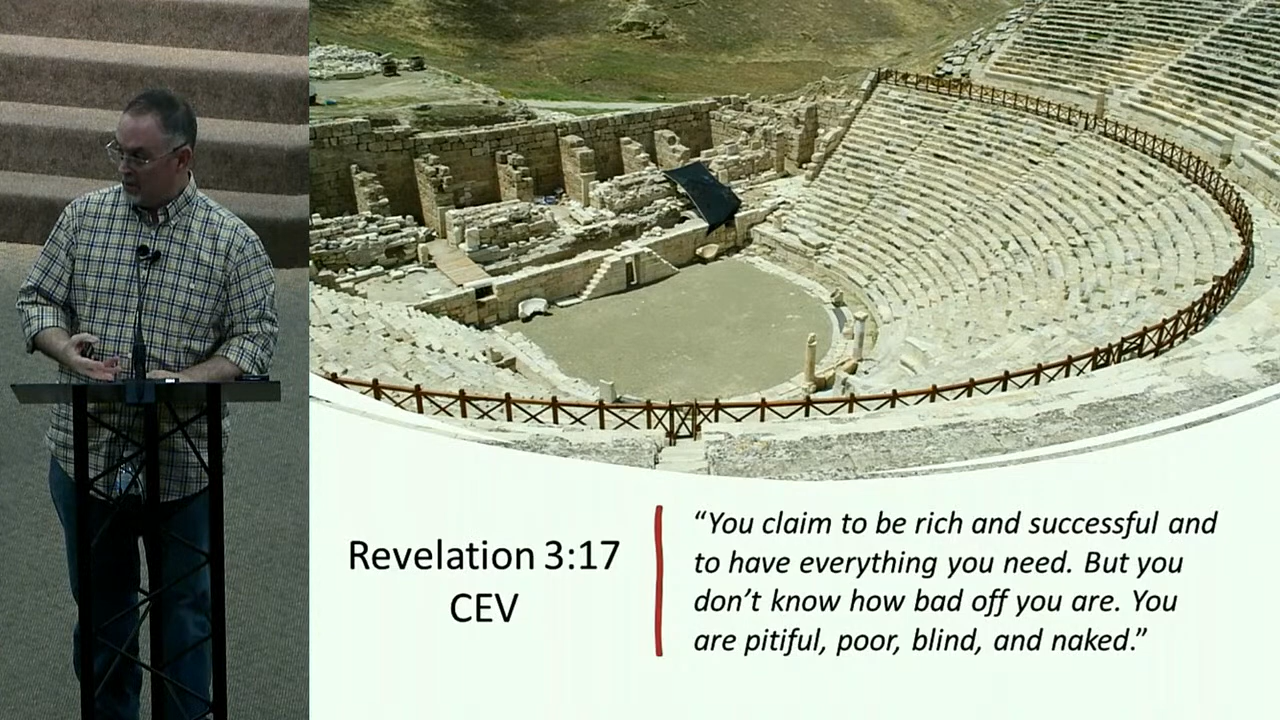 Revelation 3:17
CEV
“You claim to be rich and successful and
to have everything you need. But you
don’t know how bad off you are. You
are pitiful, poor, blind, and naked.”